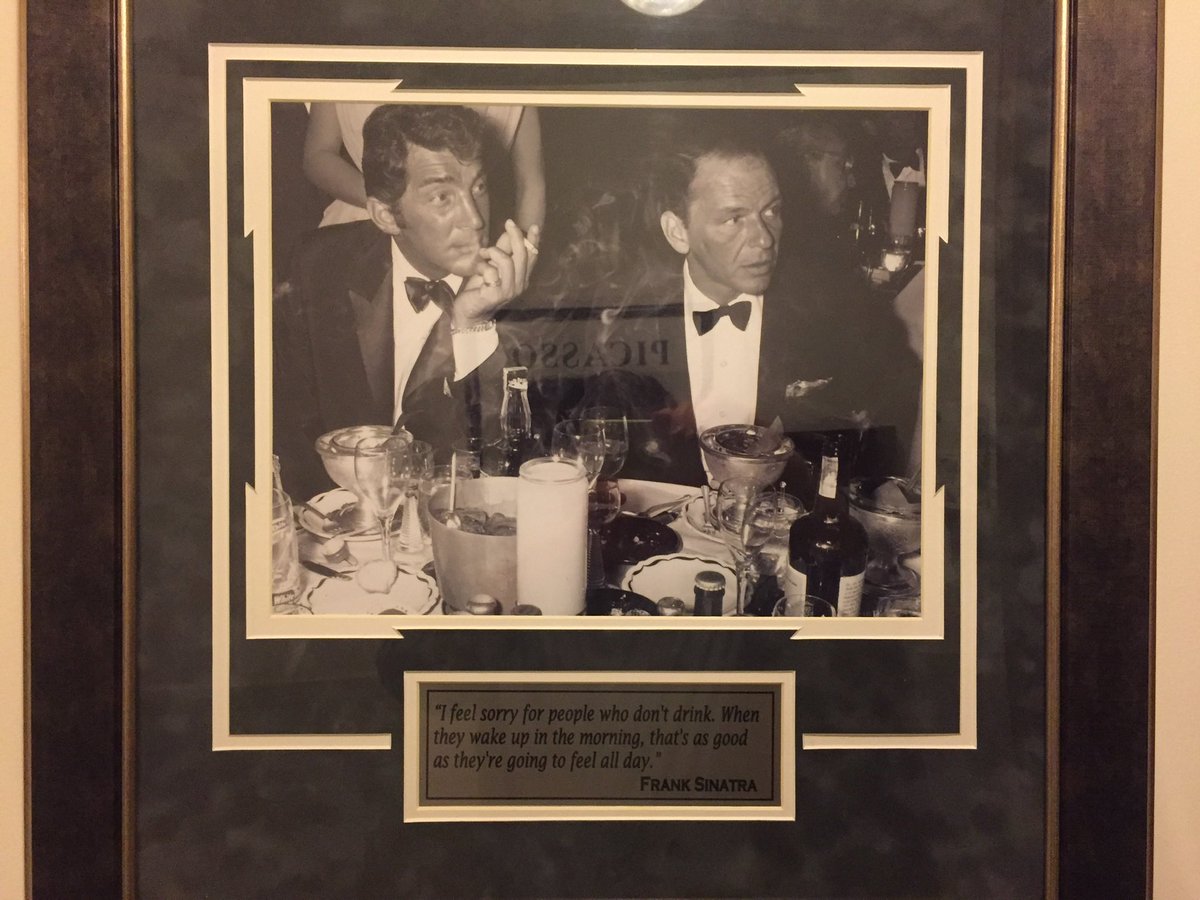 PICASSO
"I feel sorry for people who don't drink. When
they wake up in the morning, that's as good
as they're going to feel all day."
FRANK SINATRA